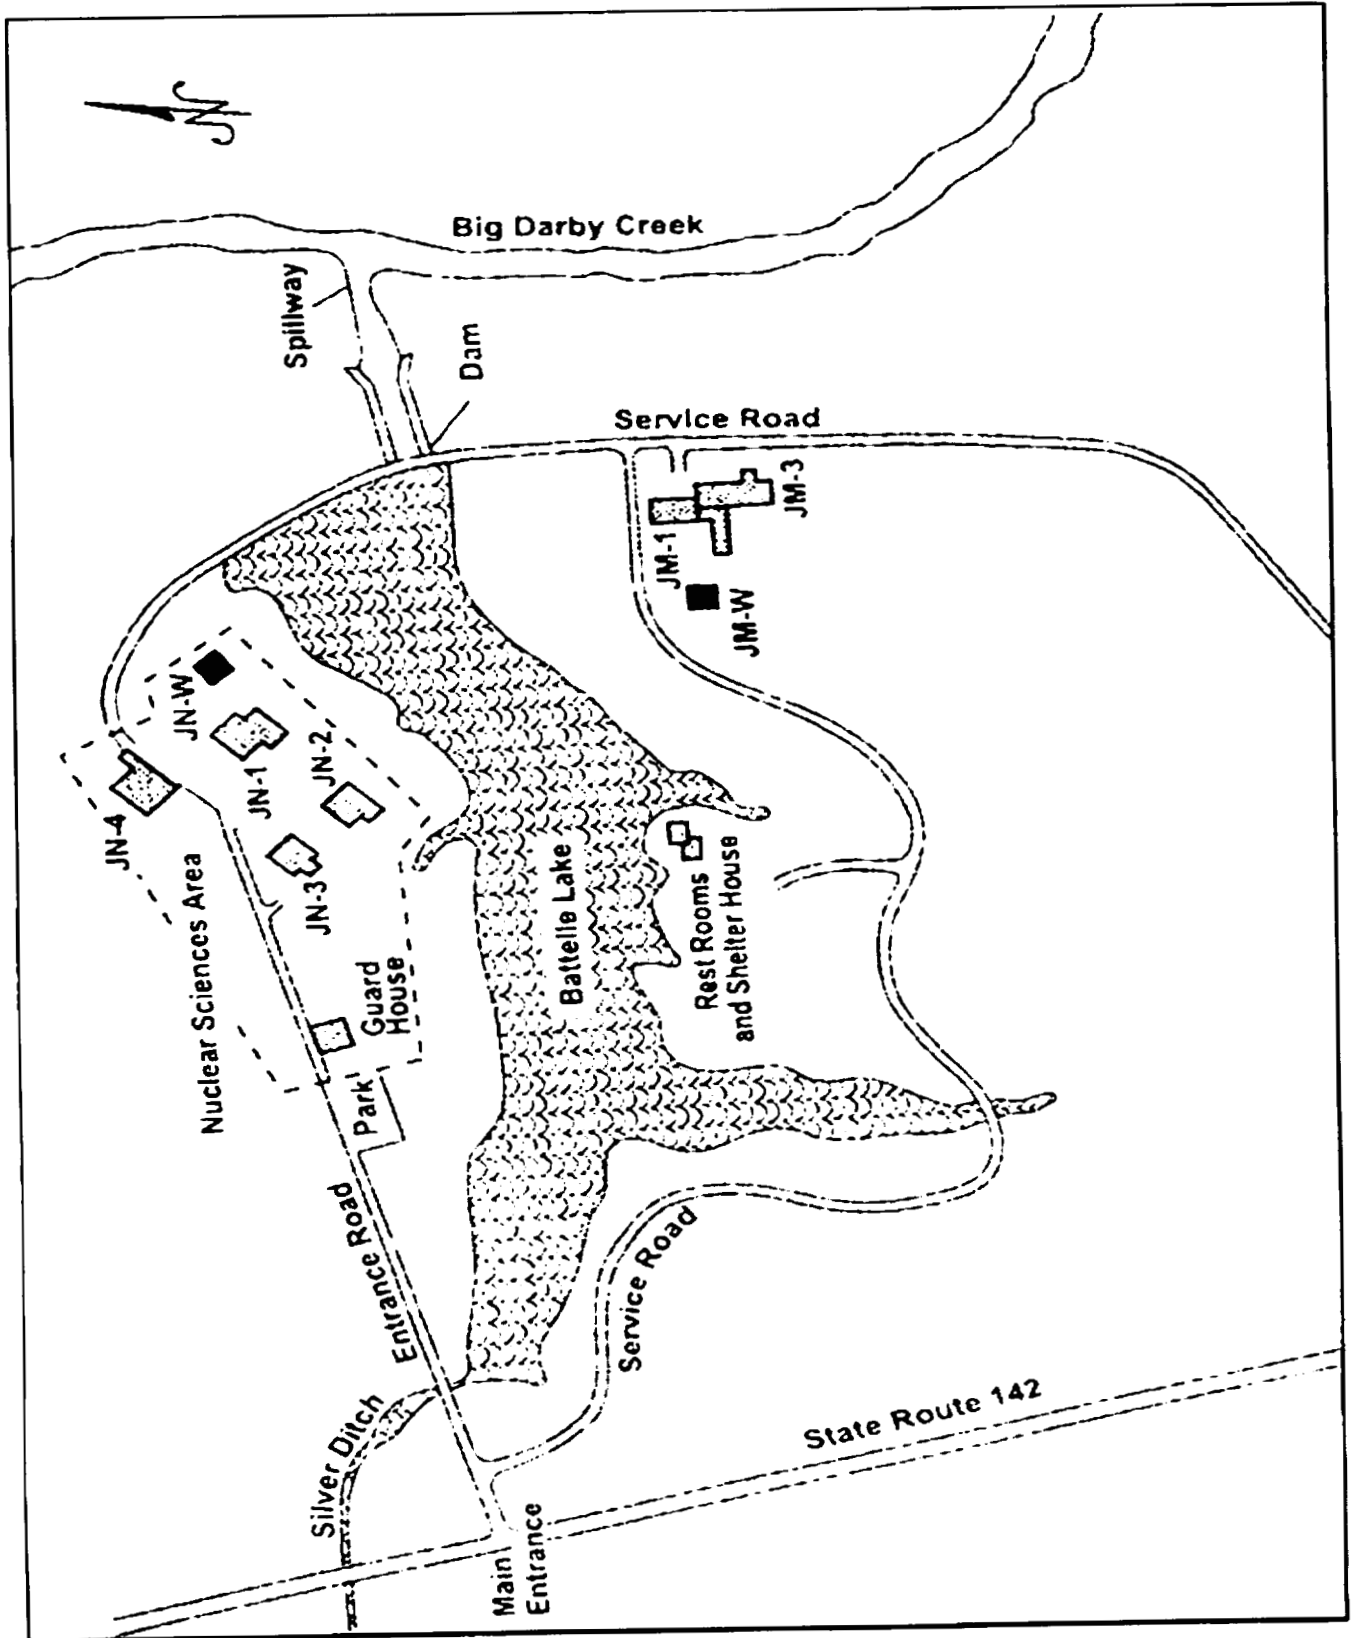 N
Big Darby Creek
Spillway
Dam
Service Road
JM-3
JM-1
JM-W
JN-W
JN-1
JN-2
JN-4
JN-3
Nuclear Sciences Area
Guard
House
Park
Battelle Lake
Rest Rooms
and Shelter House
Entrance Road
Service Road
Silver Ditch
State Route 142
Main
Entrance